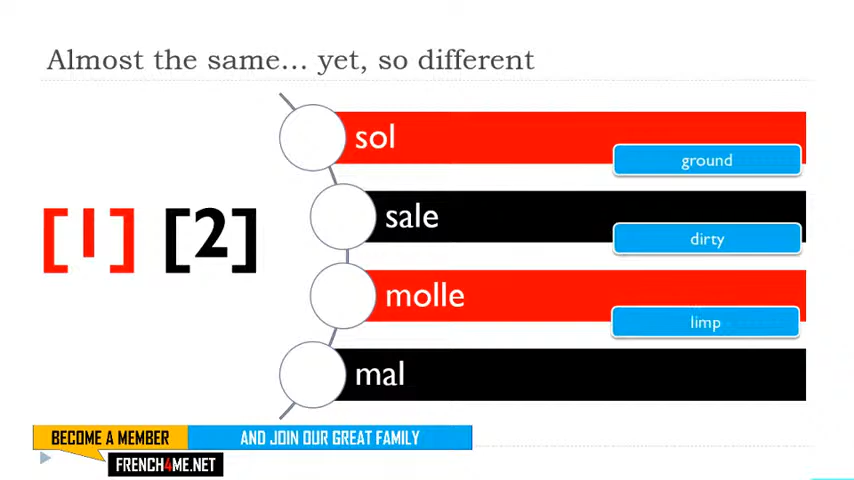 Almost the same... yet, so different
sol
ground
[1] [2]
sale
dirty
molle
limp
mal
BECOME A MEMBER
AND JOIN OUR GREAT FAMILY
FRENCH4ME.NET